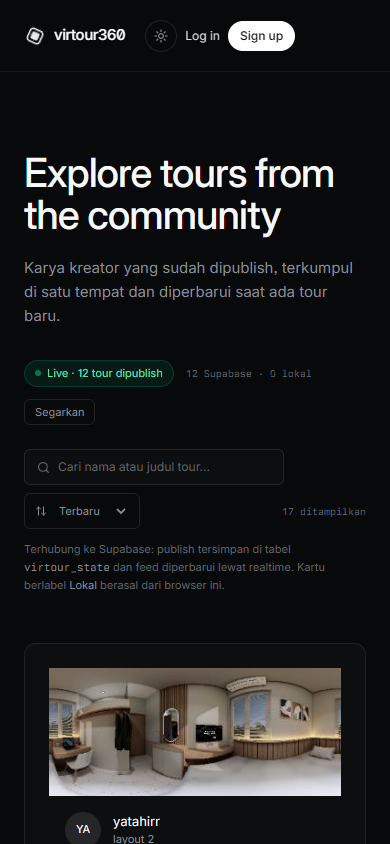 virtour360
Log in
Sign up
Explore tours from
the community
Karya kreator yang sudah dipublish, terkumpul
di satu tempat dan diperbarui saat ada tour
baru.
Live · 12 tour dipublish
12 Supabase · 0 lokal
Segarkan
Cari nama atau judul tour...
Terbaru
17 ditampilkan
Terhubung ke Supabase: publish tersimpan di tabel
virtour_state dan feed diperbarui lewat realtime. Kartu
berlabel Lokal berasal dari browser ini.
YA
yatahirr
layout 2